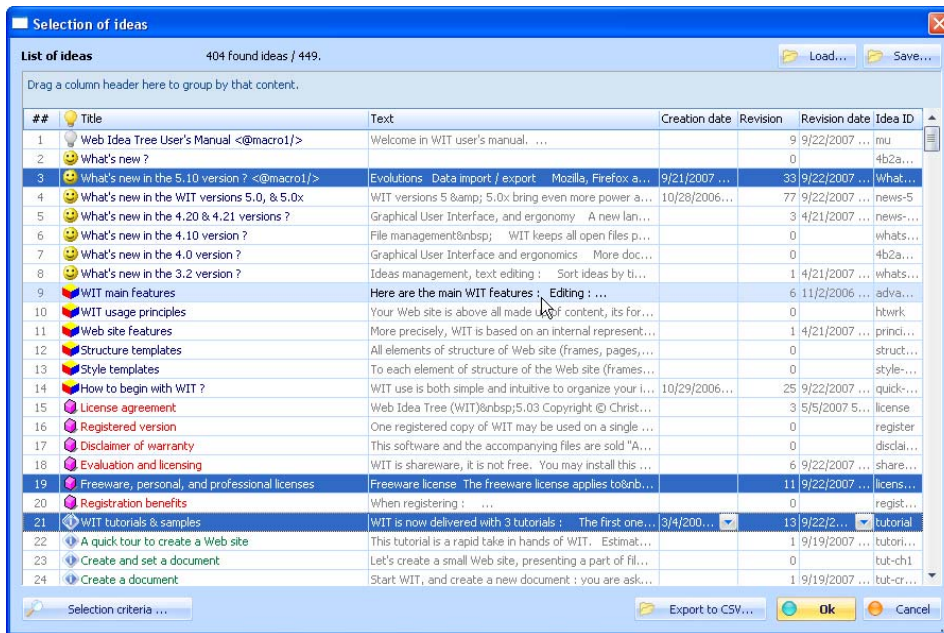 Selection of ideas
List of ideas 404 found ideas / 449. Load... Save...
Drag a column header here to group by that content.
## Title Text Creation date Revision Revision date Idea ID
1 Web Idea Tree User's Manual <@macro1/> Welcome in WIT user's manual. ... 9 9/22/2007 ... mu
2 What's new ? 0 4b2a...
3 What's new in the 5.10 version ? <@macro1/> Evolutions Data import / export Mozilla, Firefox a... 9/21/2007 ... 33 9/22/2007 ... What...
4 What's new in the WIT versions 5.0, & 5.0x WIT versions 5 &amp; 5.0x bring even more power a... 10/28/2006... 77 9/22/2007 ... news-5
5 What's new in the 4.20 & 4.21 versions ? Graphical User Interface, and ergonomy A new lan... 3 4/21/2007 ... news-...
6 What's new in the 4.10 version ? File management&nbsp; WIT keeps all open files p... 0 whats...
7 What's new in the 4.0 version ? Graphical User Interface and ergonomics More doc... 0 4b2a...
8 What's new in the 3.2 version ? Ideas management, text editing : Sort ideas by ti... 1 4/21/2007 ... whats...
9 WIT main features Here are the main WIT features : Editing : ... 6 11/2/2006 ... adva...
10 WIT usage principles Your Web site is above all made up of content, its for... 0 htwrk
11 Web site features More precisely, WIT is based on an internal represent... 1 4/21/2007 ... princi...
12 Structure templates All elements of structure of Web site (frames, pages,... 0 struct...
13 Style templates To each element of structure of the Web site (frames... 0 style-...
14 How to begin with WIT ? WIT use is both simple and intuitive to organize your i... 10/29/2006... 25 9/22/2007 ... quick-...
15 License agreement Web Idea Tree (WIT)&nbsp;5.03 Copyright © Christ... 3 5/5/2007 5... license
16 Registered version One registered copy of WIT may be used on a single ... 0 register
17 Disclaimer of warranty This software and the accompanying files are sold "A... 0 disclai...
18 Evaluation and licensing WIT is shareware, it is not free. You may install this ... 6 9/22/2007 ... share...
19 Freeware, personal, and professional licenses Freeware license The freeware license applies to&nb... 11 9/22/2007 ... licens...
20 Registration benefits When registering : ... 0 regist...
21 WIT tutorials & samples WIT is now delivered with 3 tutorials : The first one... 3/4/200... 13 9/22/2... tutorial
22 A quick tour to create a Web site This tutorial is a rapid take in hands of WIT. Estimat... 1 9/19/2007 ... tutori...
23 Create and set a document Let's create a small Web site, presenting a part of fil... 0 tut-ch1
24 Create a document Start WIT, and create a new document : you are ask... 1 9/19/2007 ... tut-cr...
Selection criteria ... Export to CSV... Ok Cancel